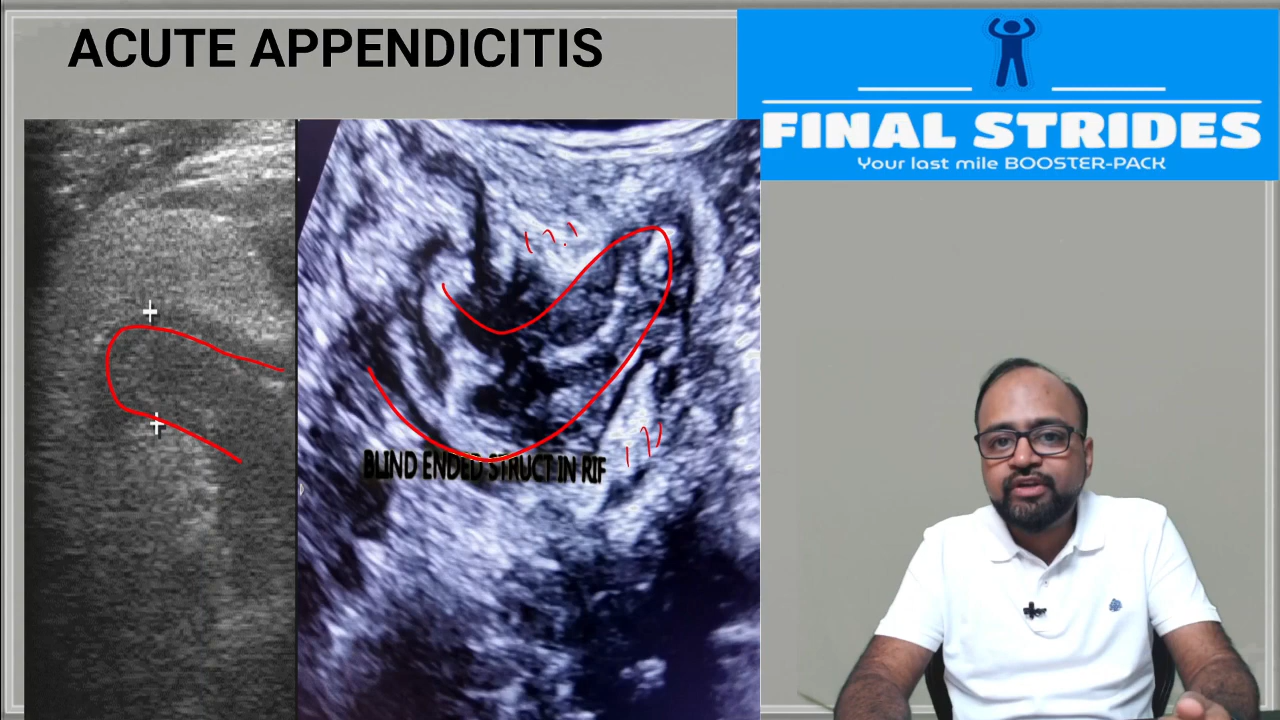 ACUTE APPENDICITIS
FINAL STRIDES
Your last mile BOOSTER-PACK
BLIND ENDED STRUCT IN RIF